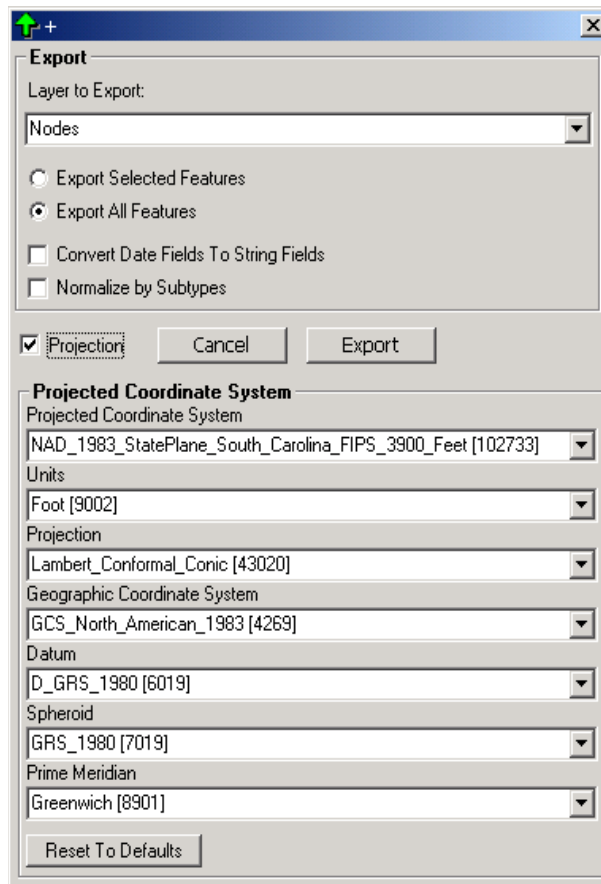 +
Export
Layer to Export:
Nodes
Export Selected Features
Export All Features
Convert Date Fields To String Fields
Normalize by Subtypes
Projection Cancel Export
Projected Coordinate System
Projected Coordinate System
NAD_1983_StatePlane_South_Carolina_FIPS_3900_Feet [102733]
Units
Foot [9002]
Projection
Lambert_Conformal_Conic [43020]
Geographic Coordinate System
GCS_North_American_1983 [4269]
Datum
D_GRS_1980 [6019]
Spheroid
GRS_1980 [7019]
Prime Meridian
Greenwich [8901]
Reset To Defaults